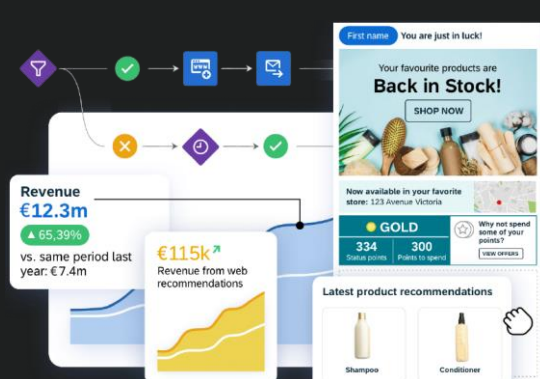 First name You are just in luck!
Your favourite products are
Back in Stock!
SHOP NOW
Now available in your favorite
store: 123 Avenue Victoria
GOLD
334
Status points
300
Points to spend
Why not spend
some of your
points?
VIEW OFFERS
Latest product recommendations
Shampoo
Conditioner
Revenue
€12.3m
65,39%
vs. same period last
year: €7.4m
€115k
Revenue from web
recommendations
www